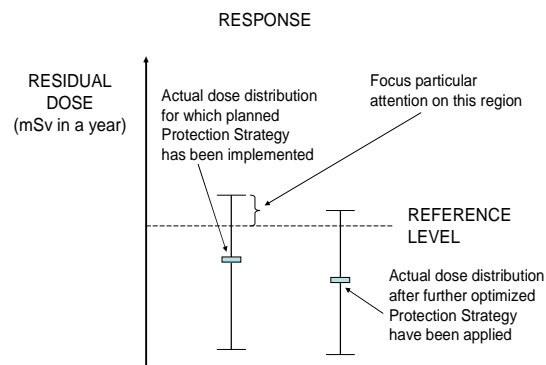 RESPONSE
RESIDUAL
DOSE
(mSv in a year)
Actual dose distribution
for which planned
Protection Strategy
has been implemented
Focus particular
attention on this region
REFERENCE
LEVEL
Actual dose distribution
after further optimized
Protection Strategy
have been applied